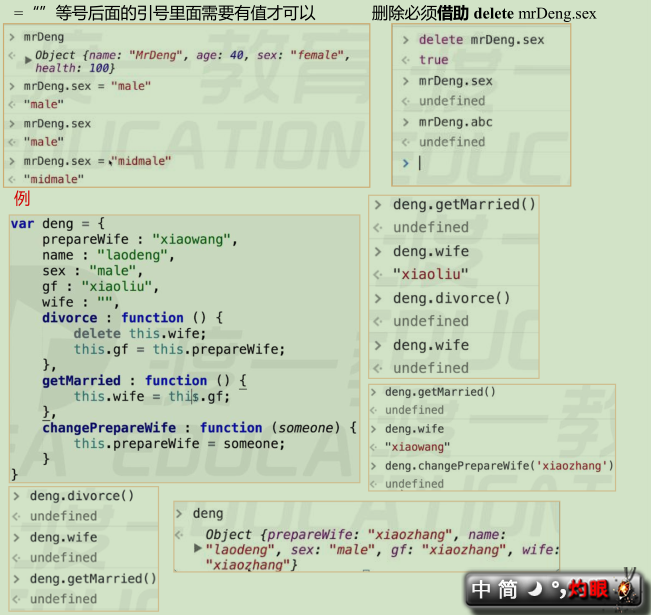 = “” 等号后面的引号里面需要有值才可以
删除必须借助 delete mrDeng.sex
> mrDeng
Object {name: "MrDeng", age: 40, sex: "female",
health: 100}
> mrDeng.sex = "male"
"male"
> mrDeng.sex
"male"
> mrDeng.sex = "midmale"
"midmale"
> delete mrDeng.sex
true
> mrDeng.sex
undefined
> mrDeng.abc
undefined
>
例
var deng = {
prepareWife : "xiaowang",
name : "laodeng",
sex : "male",
gf : "xiaoliu",
wife : "",
divorce : function () {
delete this.wife;
this.gf = this.prepareWife;
},
getMarried : function () {
this.wife = this.gf;
},
changePrepareWife : function (someone) {
this.prepareWife = someone;
}
}
> deng.getMarried()
undefined
> deng.wife
"xiaoliu"
> deng.divorce()
undefined
> deng.wife
undefined
> deng.getMarried()
undefined
> deng.wife
"xiaowang"
> deng.changePrepareWife('xiaozhang')
undefined
> deng.divorce()
undefined
> deng.wife
undefined
> deng.getMarried()
undefined
> deng
Object {prepareWife: "xiaozhang", name:
"laodeng", sex: "male", gf: "xiaozhang", wife:
"xiaozhang"}
中 简 °, 灼眼